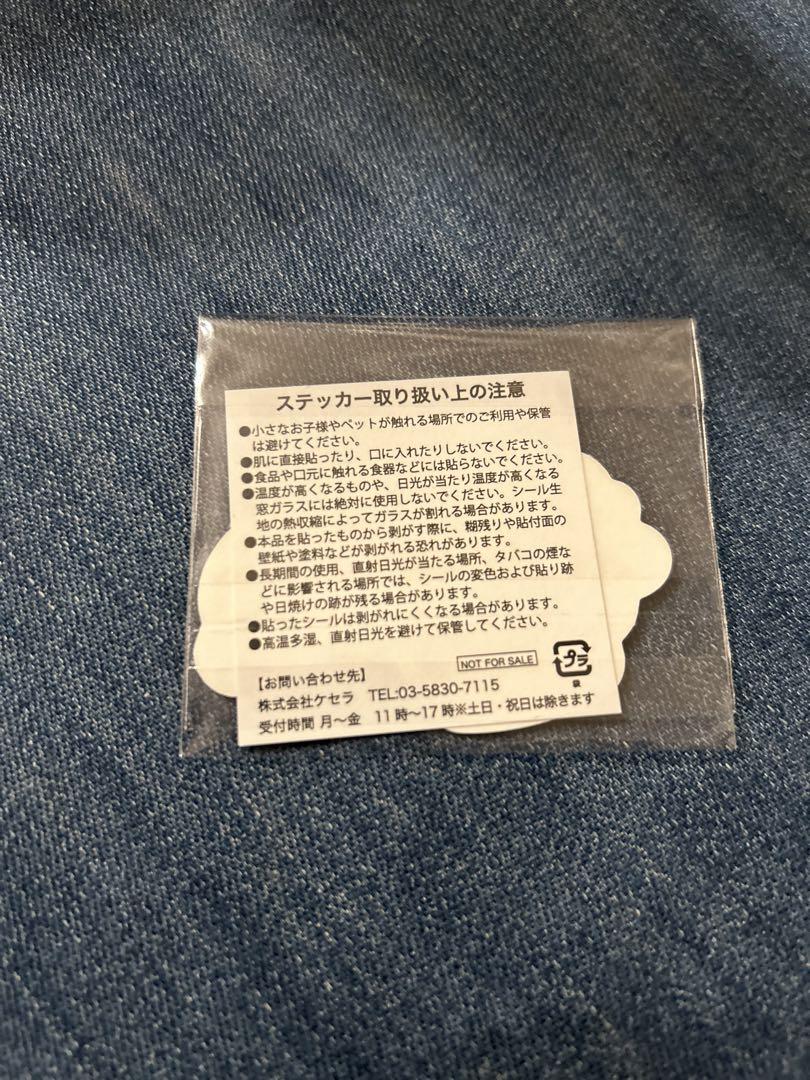 ステッカー取り扱い上の注意
●小さなお子様やペットが触れる場所でのご利用や保管
は避けてください。
●肌に直接貼ったり、口に入れたりしないでください。
●食品や口元に触れる食器などには貼らないでください。
●温度が高くなるものや、日光が当たり温度が高くなる
窓ガラスには絶対に使用しないでください。シール生
地の熱収縮によってガラスが割れる場合があります。
●本品を貼ったものから剥がす際に、糊残りや貼付面の
壁紙や塗料などが剥がれる恐れがあります。
●長期間の使用、直射日光が当たる場所、タバコの煙な
どに影響される場所では、シールの変色および貼り跡
や日焼けの跡が残る場合があります。
●貼ったシールは剥がれにくくなる場合があります。
●高温多湿、直射日光を避けて保管してください。
NOT FOR SALE
プラ
袋
【お問い合わせ先】
株式会社ケセラ TEL:03-5830-7115
受付時間 月〜金 11時〜17時※土日・祝日は除きます